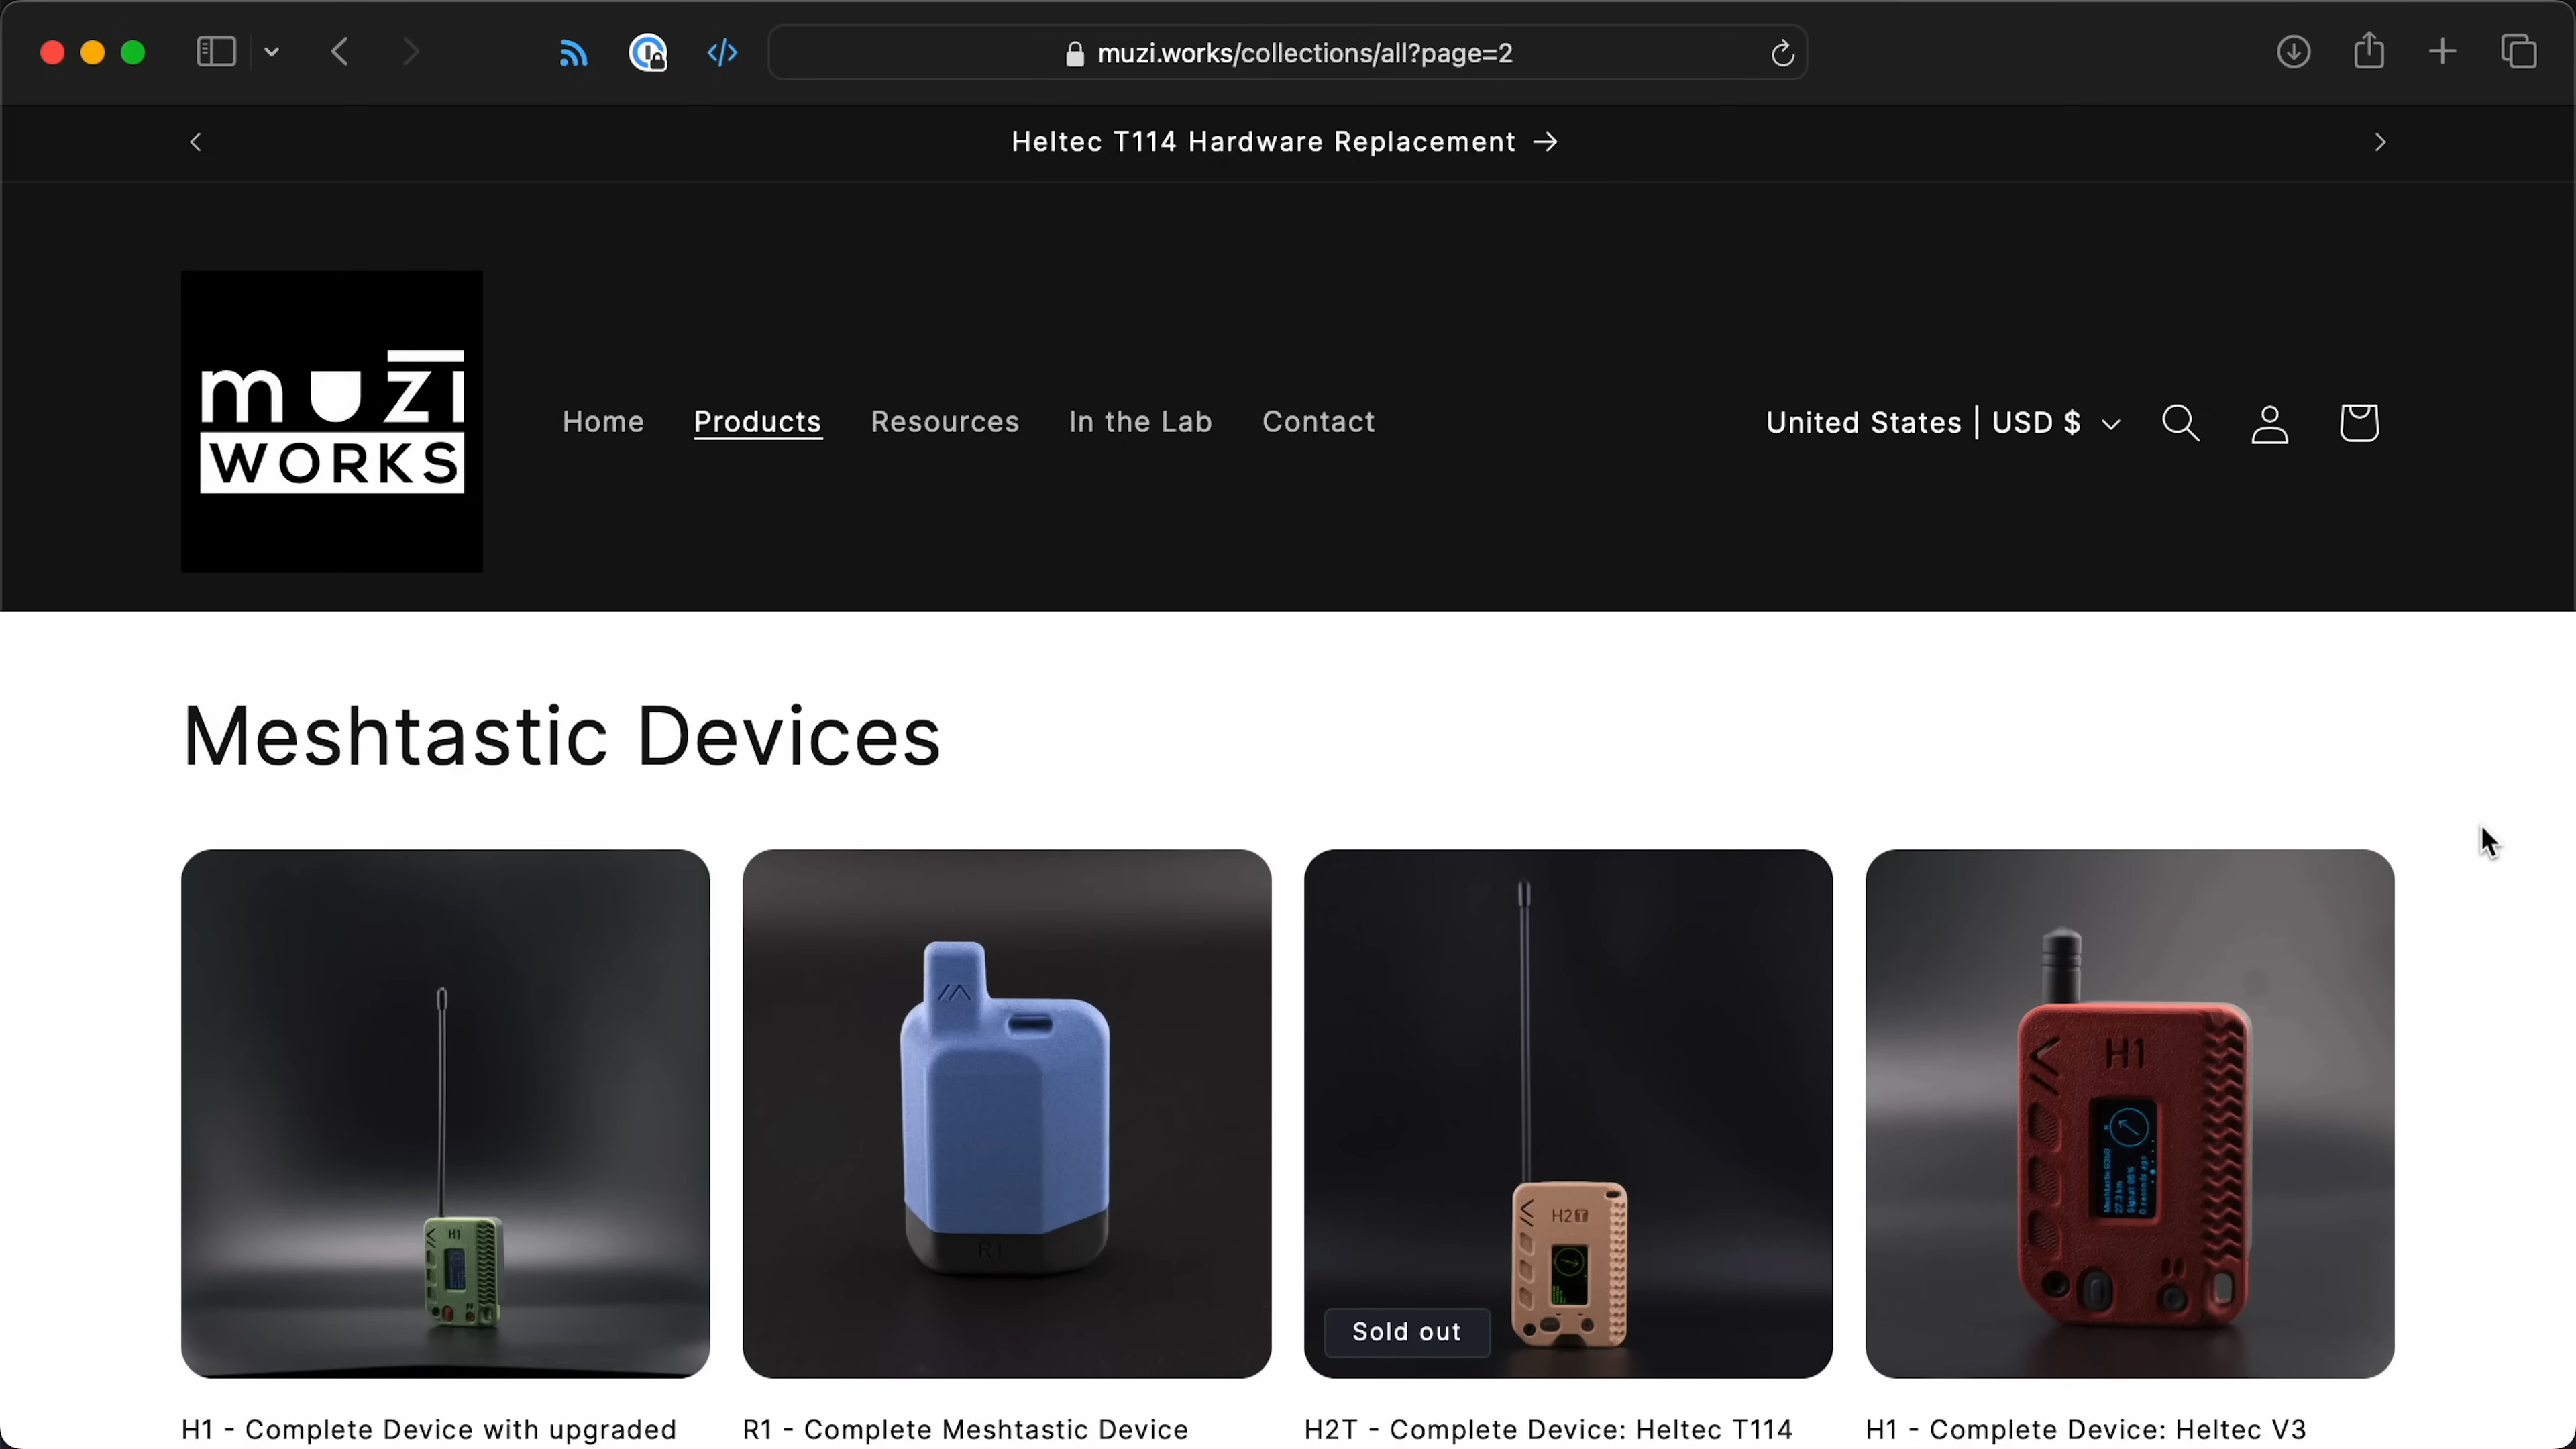 muzi.works/collections/all?page=2
Heltec T114 Hardware Replacement →
muzi
WORKS
Home Products Resources In the Lab Contact
United States | USD $
Meshtastic Devices
H1
R1
H2T
Sold out
H1
H1 - Complete Device with upgraded
R1 - Complete Meshtastic Device
H2T - Complete Device: Heltec T114
H1 - Complete Device: Heltec V3